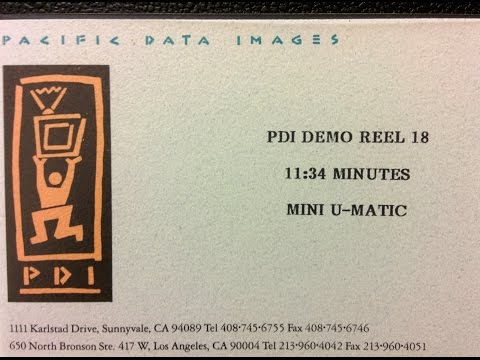 PACIFIC DATA IMAGES
PDI DEMO REEL 18
11:34 MINUTES
MINI U-MATIC
PDI
1111 Karlstad Drive, Sunnyvale, CA 94089 Tel 408·745·6755 Fax 408·745·6746
650 North Bronson Ste. 417 W, Los Angeles, CA 90004 Tel 213·960·4042 Fax 213·960·4051